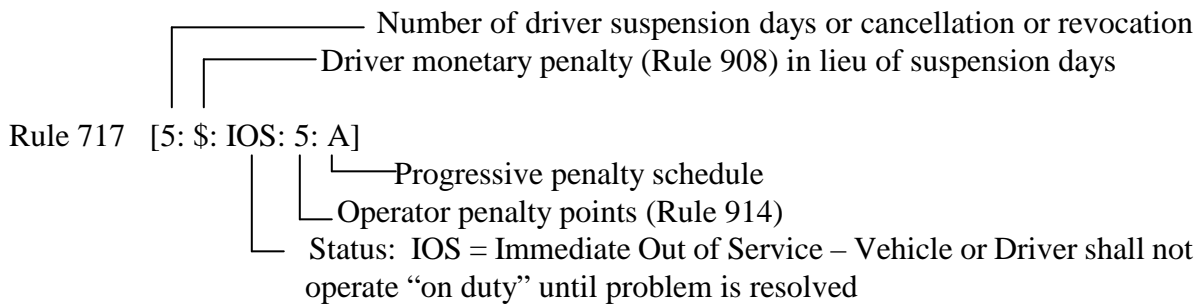 Number of driver suspension days or cancellation or revocation
Driver monetary penalty (Rule 908) in lieu of suspension days
Rule 717 [5: $: IOS: 5: A]
Progressive penalty schedule
Operator penalty points (Rule 914)
Status: IOS = Immediate Out of Service – Vehicle or Driver shall not
operate “on duty” until problem is resolved